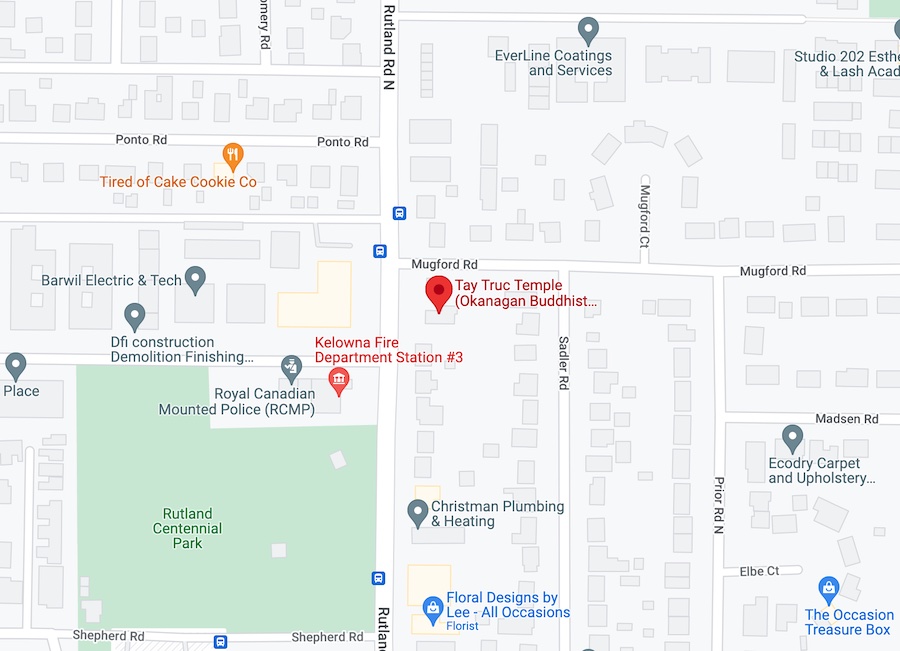 omery Rd
Rutland Rd N
EverLine Coatings
and Services
Studio 202 Esthe
& Lash Acad
Ponto Rd
Ponto Rd
Tired of Cake Cookie Co
Mugford Ct
Mugford Rd
Mugford Rd
Barwil Electric & Tech
Tay Truc Temple
(Okanagan Buddhist...
Dfi construction
Demolition Finishing...
Kelowna Fire
Department Station #3
Sadler Rd
Place
Royal Canadian
Mounted Police (RCMP)
Madsen Rd
Ecodry Carpet
and Upholstery...
Prior Rd N
Rutland
Centennial
Park
Christman Plumbing
& Heating
Elbe Ct
Floral Designs by
Lee - All Occasions
Florist
The Occasion
Treasure Box
Shepherd Rd
Shepherd Rd
Rutlan